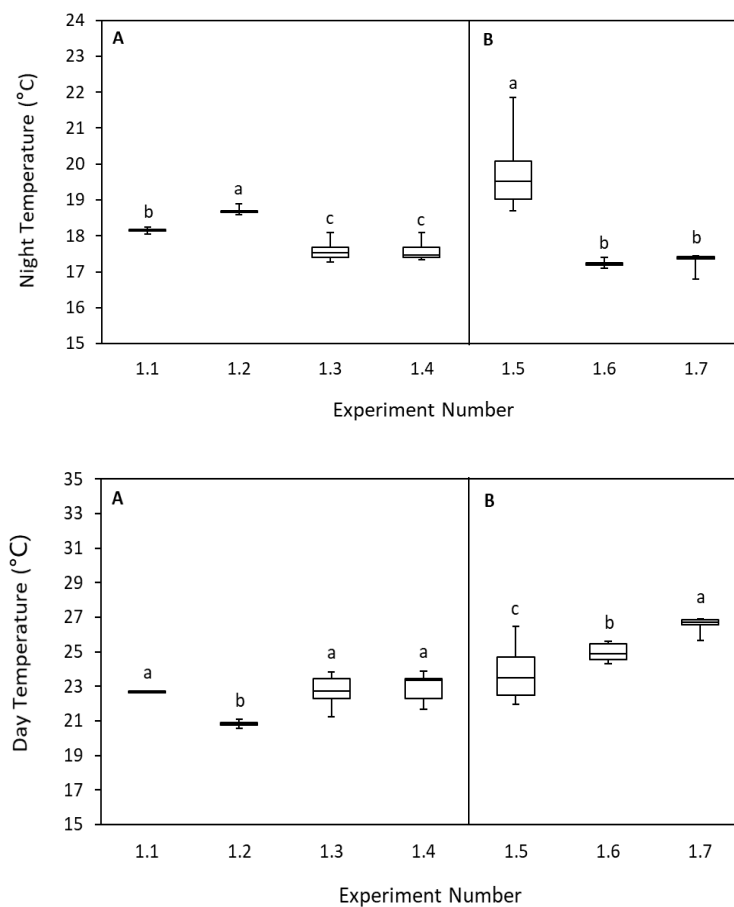 Night Temperature (°C)
24
23
22
21
20
19
18
17
16
15
A
B
b
a
c
c
a
b
b
1.1 1.2 1.3 1.4 1.5 1.6 1.7
Experiment Number
Day Temperature (°C)
35
33
31
29
27
25
23
21
19
17
15
A
B
a
b
a
a
c
b
a
1.1 1.2 1.3 1.4 1.5 1.6 1.7
Experiment Number